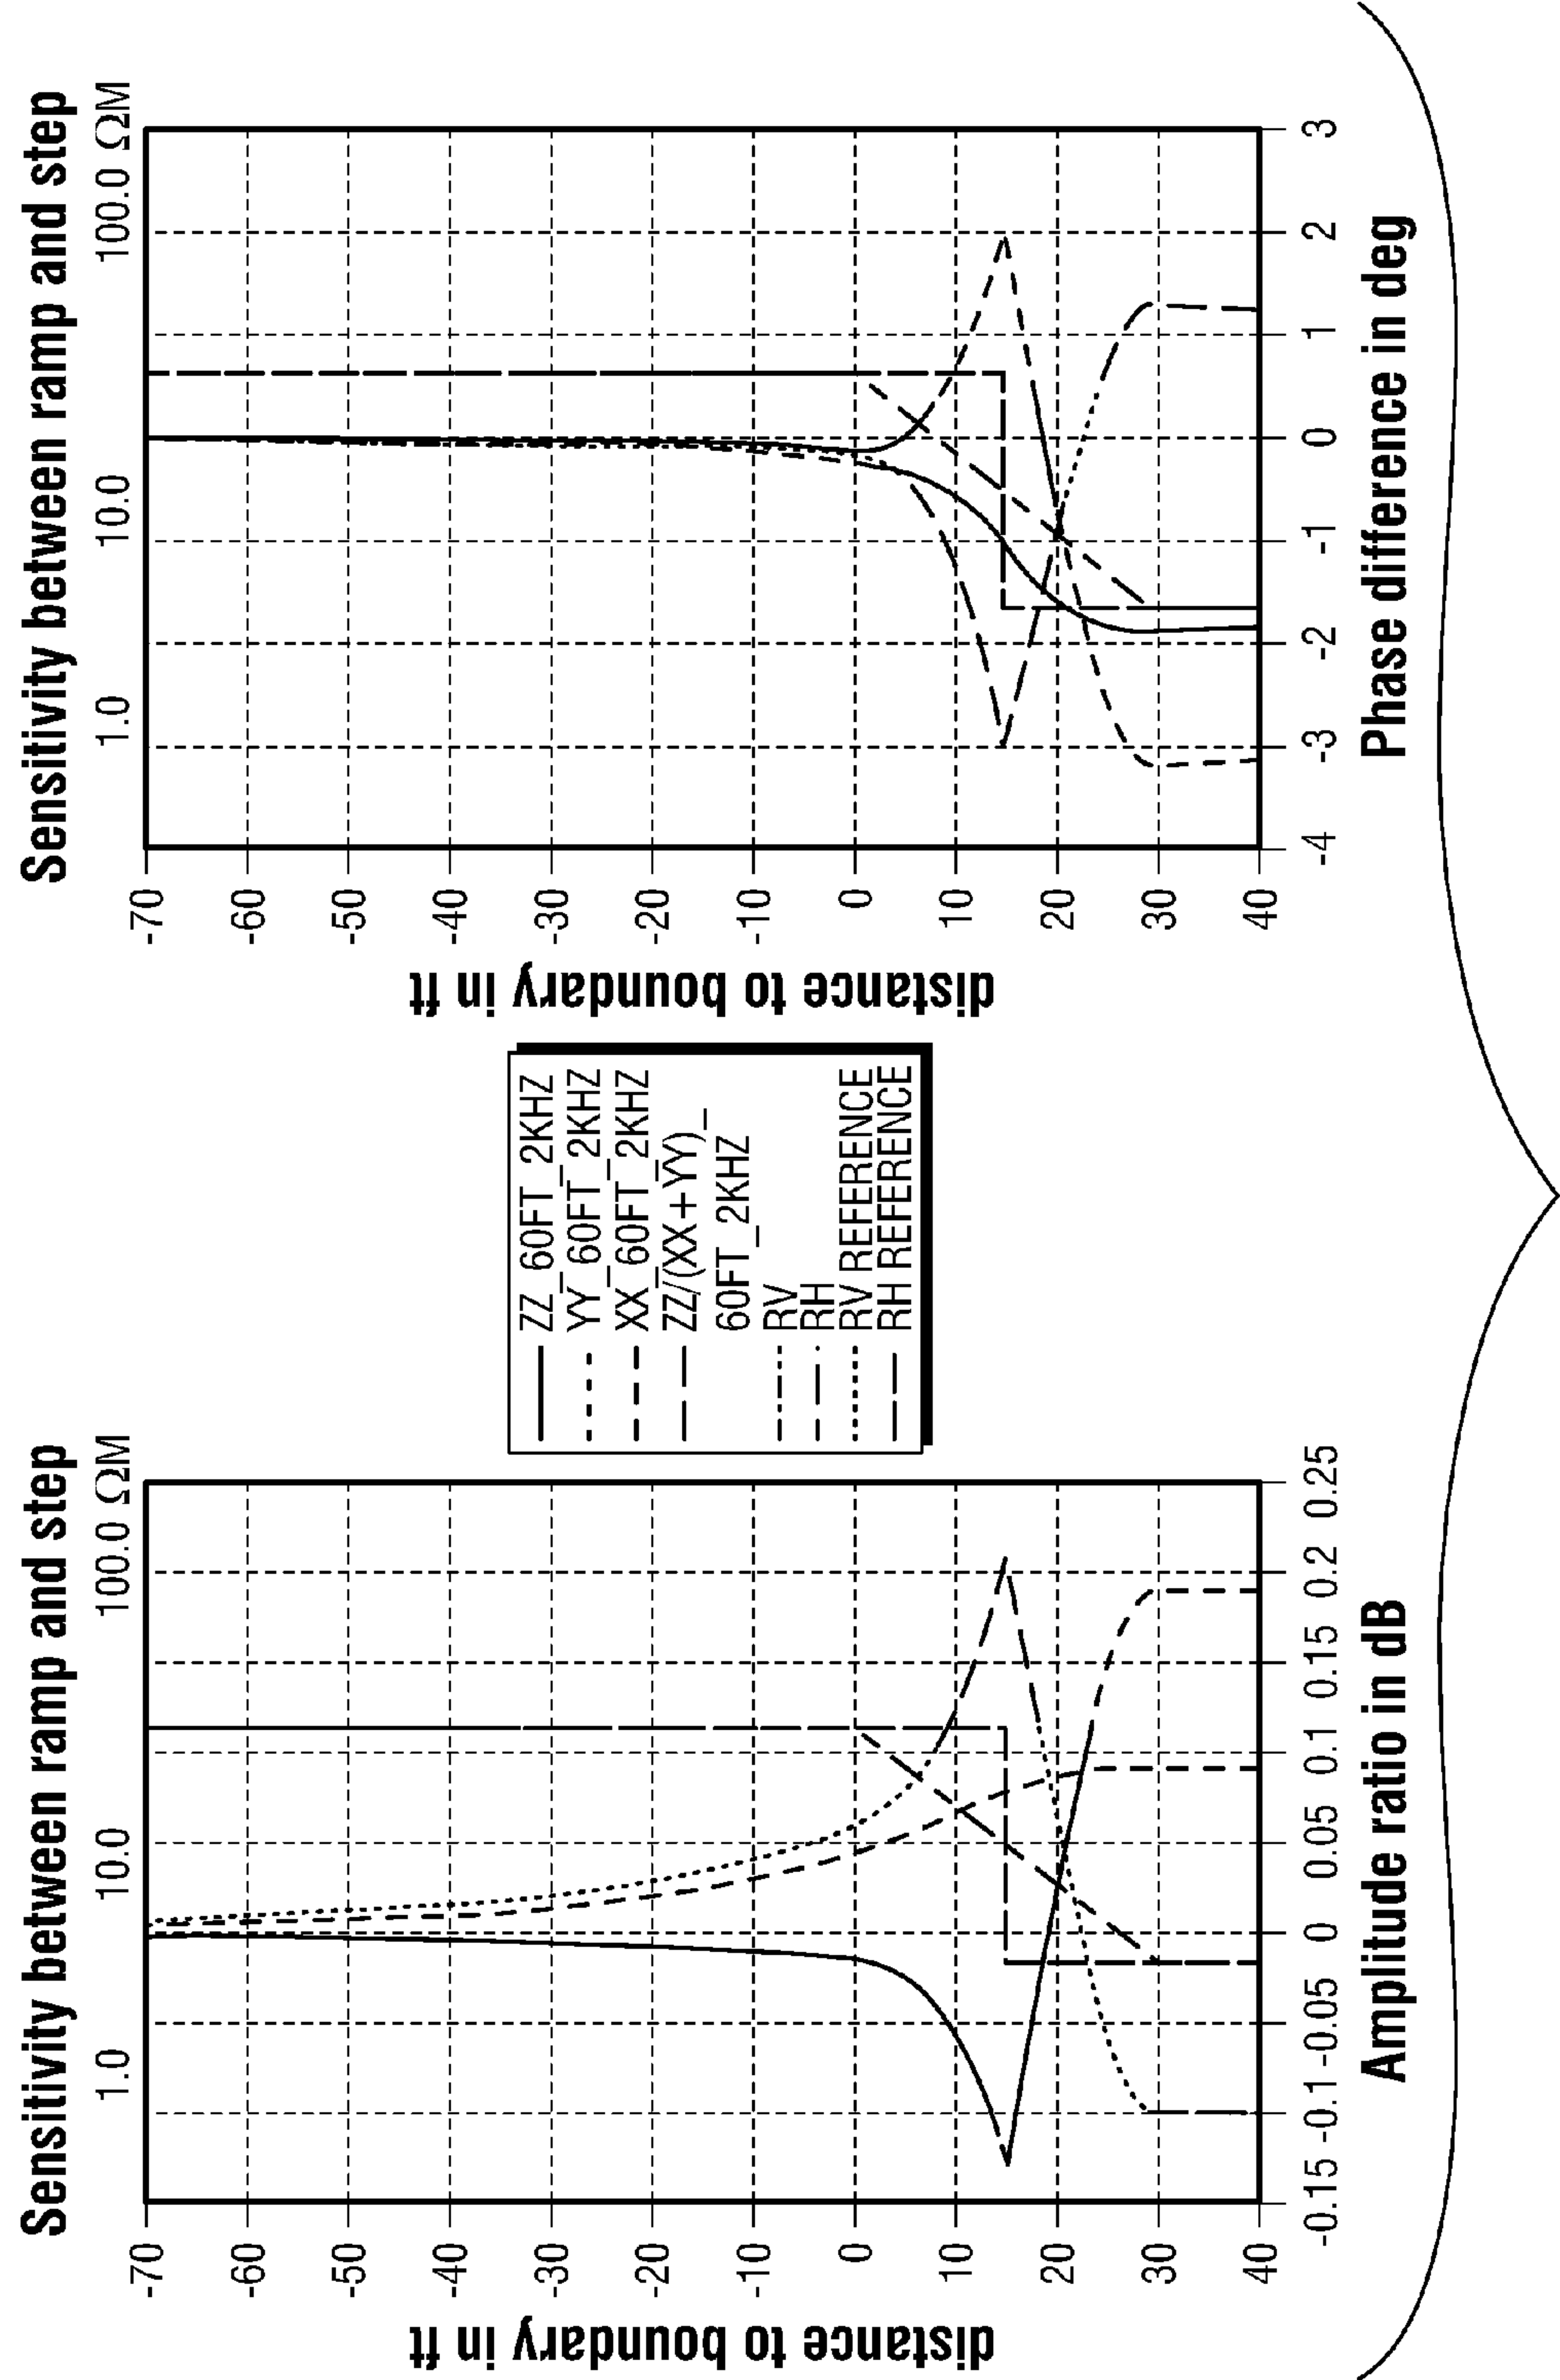 Sensitivity between ramp and step
1.0 10.0 100.0 ΩM
-70
-60
-50
-40
-30
-20
-10
0
10
20
30
40
distance to boundary in ft
-0.15 -0.1 -0.05 0 0.05 0.1 0.15 0.2 0.25
Amplitude ratio in dB
ZZ_60FT_2KHZ
YY_60FT_2KHZ
XX_60FT_2KHZ
ZZ/(XX+YY)_
60FT_2KHZ
RV
RH
RV REFERENCE
RH REFERENCE
Sensitivity between ramp and step
1.0 10.0 100.0 ΩM
-70
-60
-50
-40
-30
-20
-10
0
10
20
30
40
distance to boundary in ft
-4 -3 -2 -1 0 1 2 3
Phase difference in deg